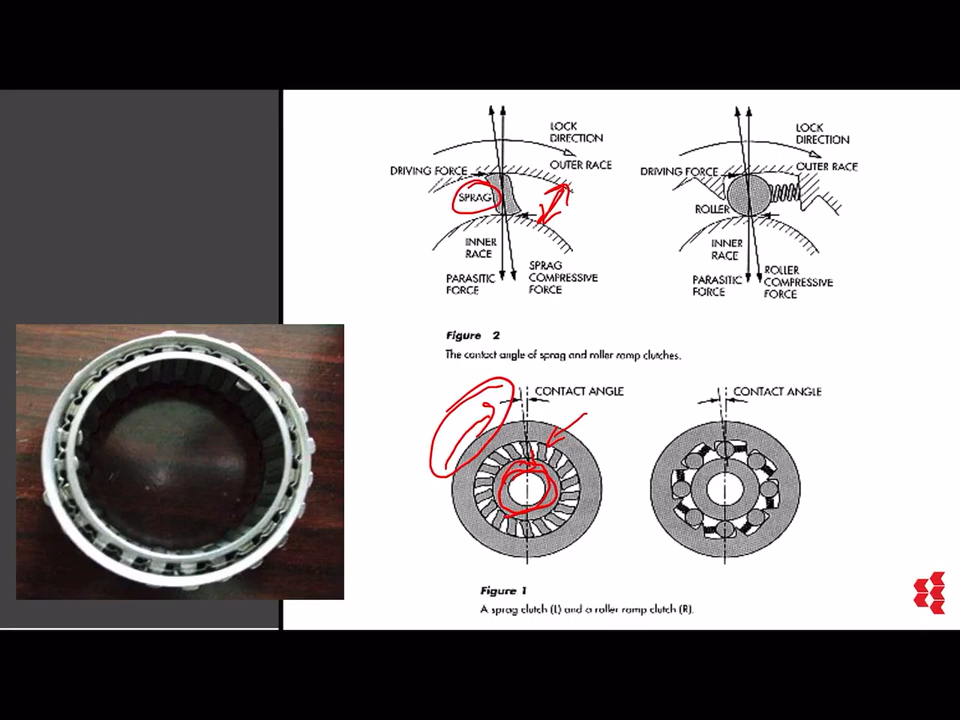 LOCK
DIRECTION
OUTER RACE
DRIVING FORCE
SPRAG
INNER
RACE
PARASITIC
FORCE
SPRAG
COMPRESSIVE
FORCE
LOCK
DIRECTION
OUTER RACE
DRIVING FORCE
ROLLER
INNER
RACE
PARASITIC
FORCE
ROLLER
COMPRESSIVE
FORCE
Figure 2
The contact angle of sprag and roller ramp clutches.
CONTACT ANGLE
CONTACT ANGLE
Figure 1
A sprag clutch (L) and a roller ramp clutch (R).